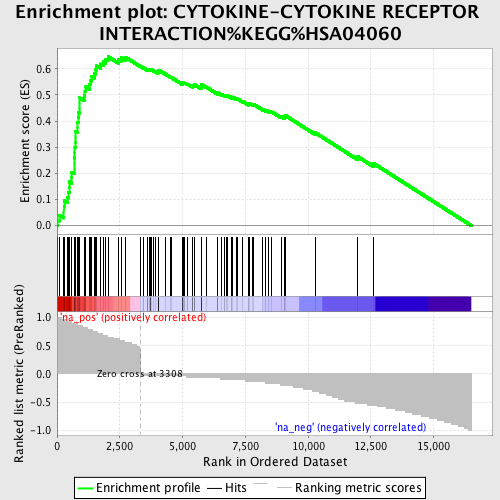 Enrichment plot: CYTOKINE-CYTOKINE RECEPTOR
INTERACTION%KEGG%HSA04060
Enrichment score (ES)
0.6
0.5
0.4
0.3
0.2
0.1
0.0
'na_pos' (positively correlated)
Ranked list metric (PreRanked)
1.0
0.5
0.0
-0.5
-1.0
Zero cross at 3308
'na_neg' (negatively correlated)
0 2,500 5,000 7,500 10,000 12,500 15,000
Rank in Ordered Dataset
Enrichment profile Hits Ranking metric scores